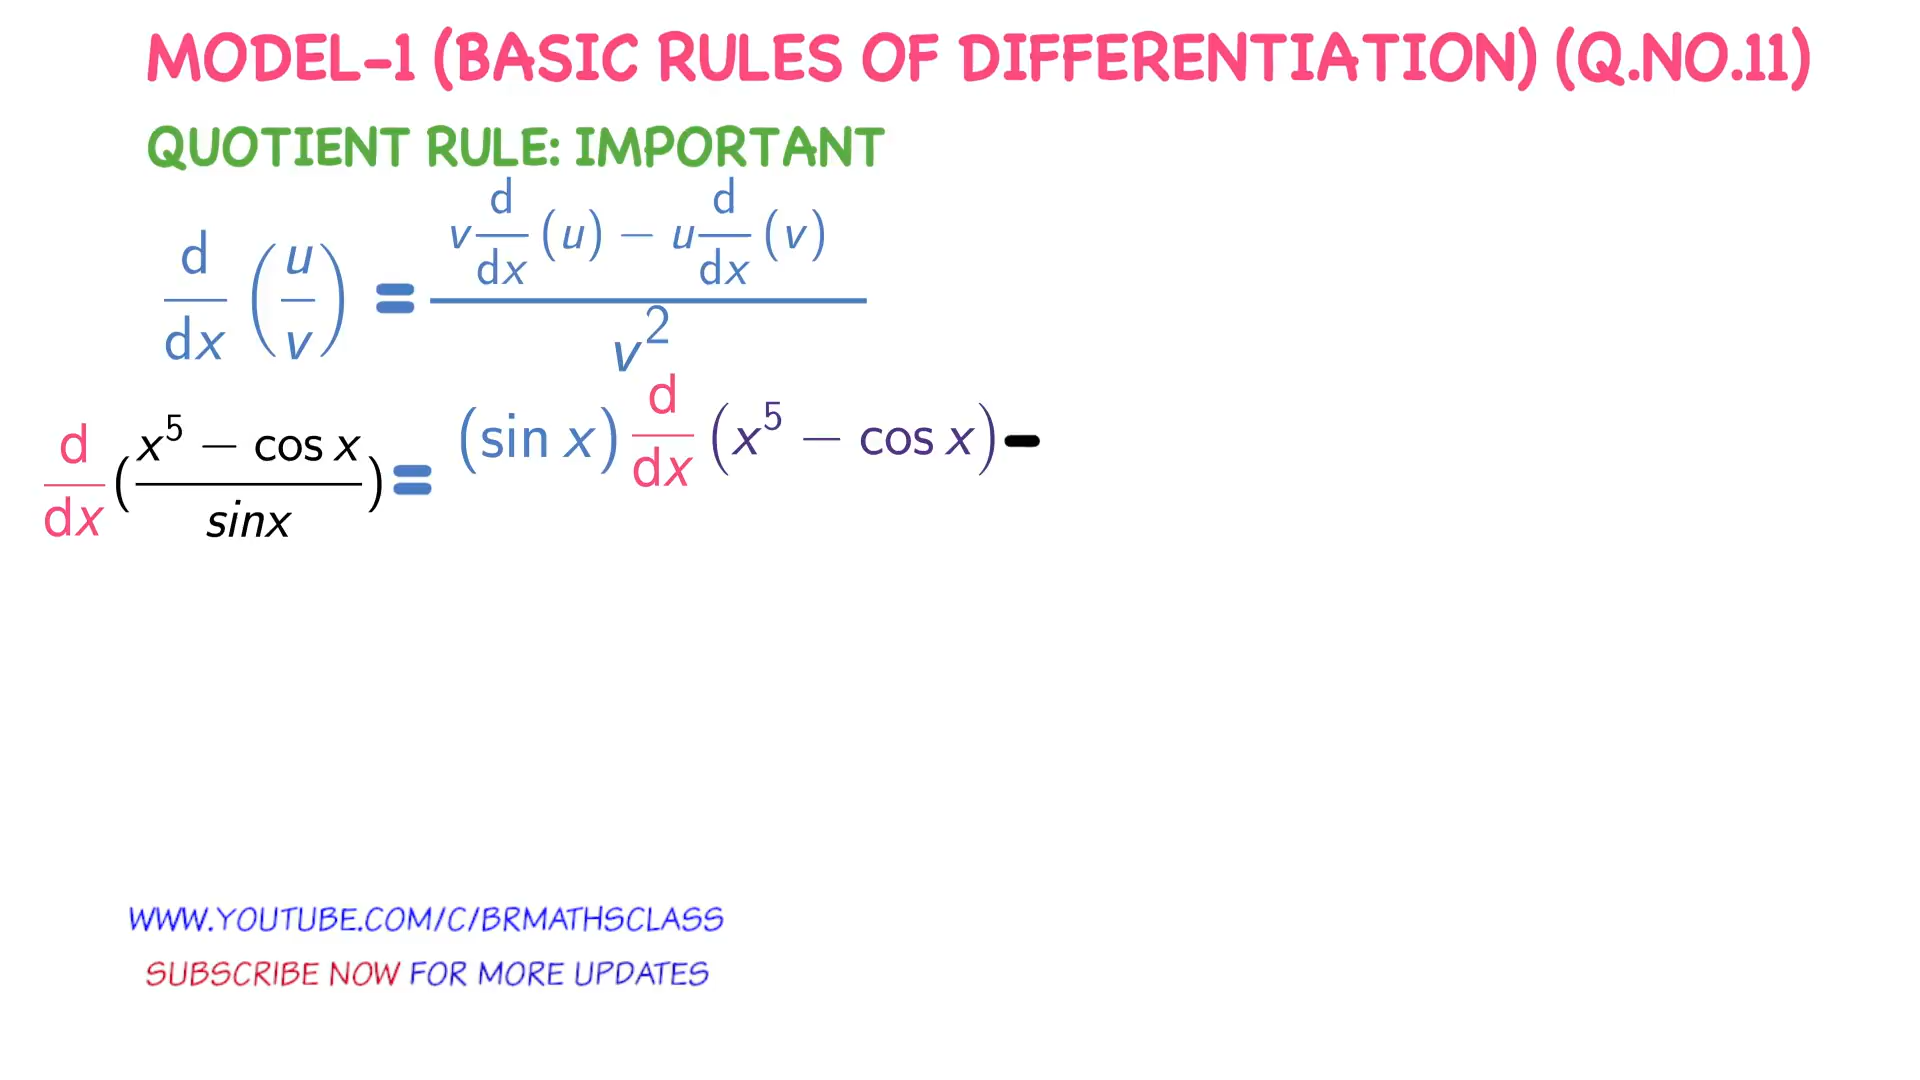 MODEL-1 (BASIC RULES OF DIFFERENTIATION) (Q.NO.11)
QUOTIENT RULE: IMPORTANT
d/dx (u/v) = (v d/dx (u) − u d/dx (v)) / v²
d/dx (x⁵ − cos x / sinx) = (sin x) d/dx (x⁵ − cos x) -
WWW.YOUTUBE.COM/C/BRMATHSCLASS
SUBSCRIBE NOW FOR MORE UPDATES